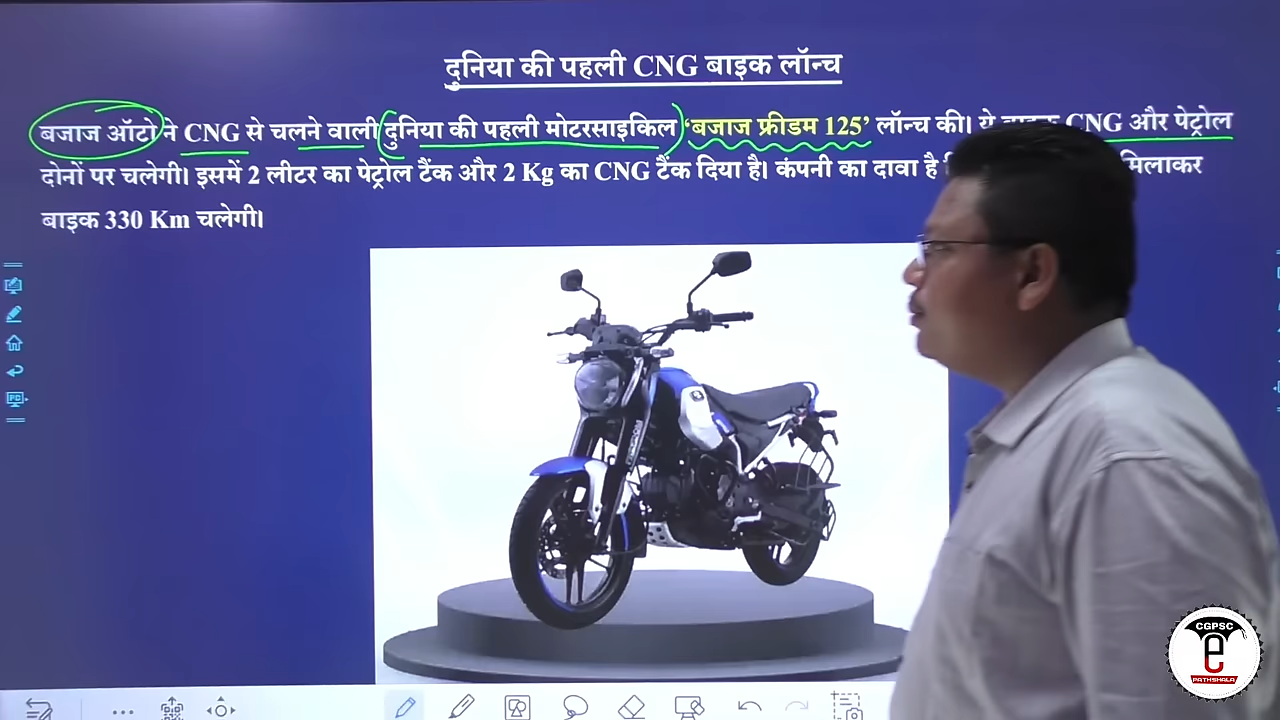 दुनिया की पहली CNG बाइक लॉन्च
बजाज ऑटो ने CNG से चलने वाली दुनिया की पहली मोटरसाइकिल 'बजाज फ्रीडम 125' लॉन्च की। ये CNG और पेट्रोल
दोनों पर चलेगी। इसमें 2 लीटर का पेट्रोल टैंक और 2 Kg का CNG टैंक दिया है। कंपनी का दावा है मिलाकर
बाइक 330 Km चलेगी।
CGPSC
e
PATHSHALA